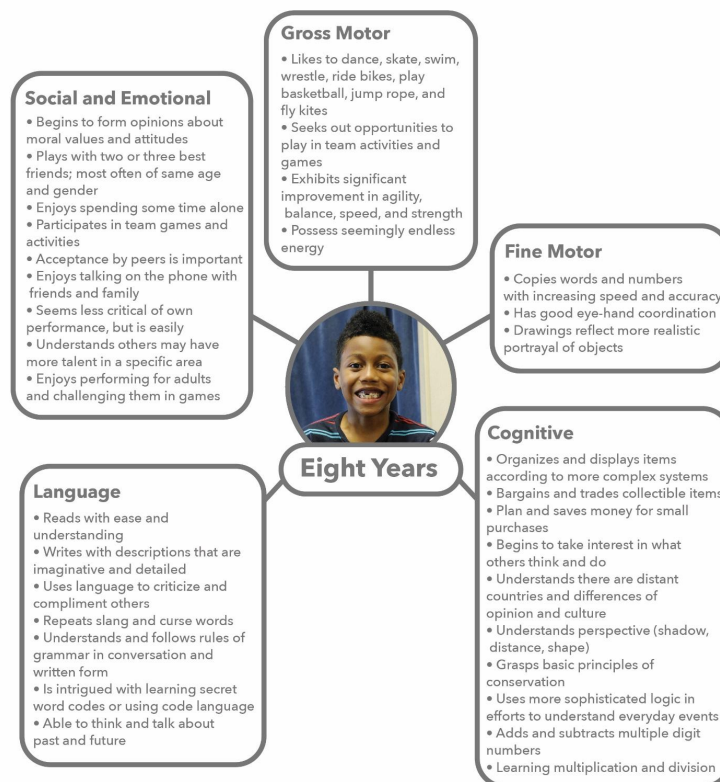 Gross Motor
• Likes to dance, skate, swim,
wrestle, ride bikes, play
basketball, jump rope, and
fly kites
• Seeks out opportunities to
play in team activities and
games
• Exhibits significant
improvement in agility,
balance, speed, and strength
• Possess seemingly endless
energy
Social and Emotional
• Begins to form opinions about
moral values and attitudes
• Plays with two or three best
friends; most often of same age
and gender
• Enjoys spending some time alone
• Participates in team games and
activities
• Acceptance by peers is important
• Enjoys talking on the phone with
friends and family
• Seems less critical of own
performance, but is easily
• Understands others may have
more talent in a specific area
• Enjoys performing for adults
and challenging them in games
Fine Motor
• Copies words and numbers
with increasing speed and accuracy
• Has good eye-hand coordination
• Drawings reflect more realistic
portrayal of objects
Eight Years
Language
• Reads with ease and
understanding
• Writes with descriptions that are
imaginative and detailed
• Uses language to criticize and
compliment others
• Repeats slang and curse words
• Understands and follows rules of
grammar in conversation and
written form
• Is intrigued with learning secret
word codes or using code language
• Able to think and talk about
past and future
Cognitive
• Organizes and displays items
according to more complex systems
• Bargains and trades collectible items
• Plan and saves money for small
purchases
• Begins to take interest in what
others think and do
• Understands there are distant
countries and differences of
opinion and culture
• Understands perspective (shadow,
distance, shape)
• Grasps basic principles of
conservation
• Uses more sophisticated logic in
efforts to understand everyday events
• Adds and subtracts multiple digit
numbers
• Learning multiplication and division